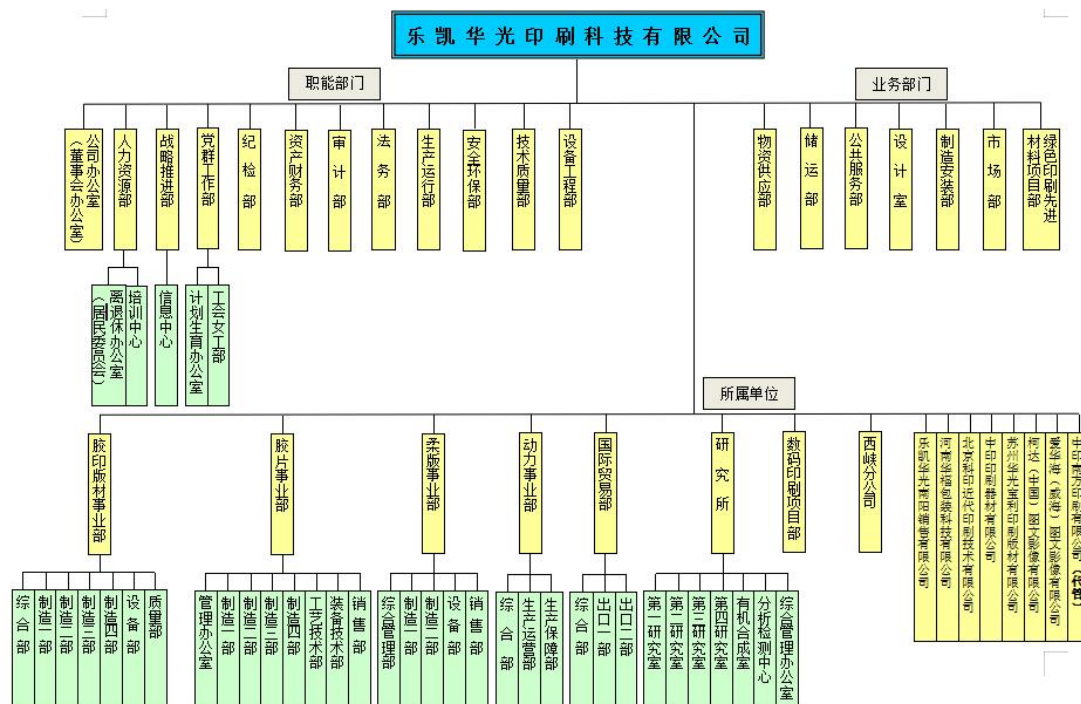 乐凯华光印刷科技有限公司
职能部门
业务部门
公司办公室
（董事会办公室）
人力资源部
战略推进部
党群工作部
纪检部
资产财务部
审计部
法务部
生产运行部
安全环保部
技术质量部
设备工程部
物资供应部
储运部
公共服务部
设计室
制造安装部
市场部
绿色印刷先进
材料项目部
离退休办公室
（居民委员会）
培训中心
信息中心
计划生育办公室
工会女工部
所属单位
胶印版材事业部
胶片事业部
柔版事业部
动力事业部
国际贸易部
研究所
数码印刷项目部
西峡分公司
乐凯华光南阳销售有限公司
河南华福包装科技有限公司
北京科印近代印刷技术有限公司
中印印刷器材有限公司
苏州华光宝利印刷版材有限公司
柯达（中国）图文影像有限公司
爱华海（威海）图文影像有限公司
中印南方印刷有限公司（代管）
综合部
制造一部
制造二部
制造三部
制造四部
设备部
质量部
管理办公室
制造一部
制造二部
制造三部
制造四部
工艺技术部
装备技术部
销售部
综合管理部
制造一部
制造二部
设备部
销售部
综合部
生产运营部
生产保障部
综合部
出口一部
出口二部
第一研究室
第二研究室
第三研究室
第四研究室
有机合成室
分析检测中心
综合管理办公室